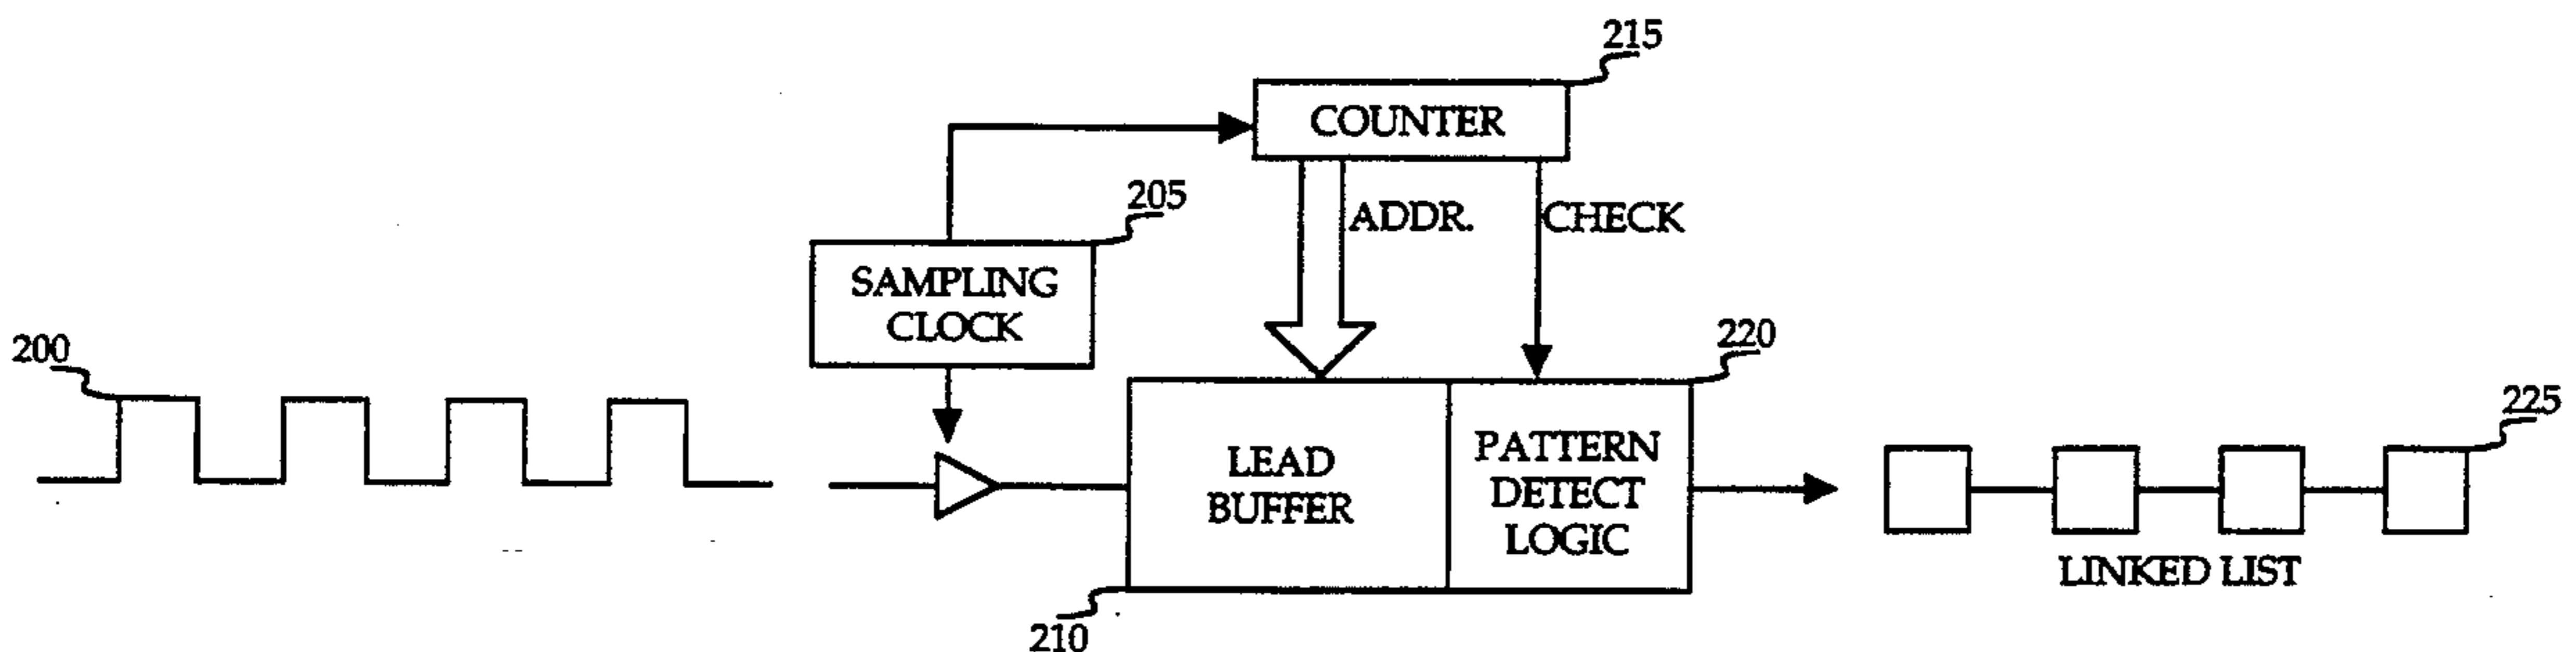 215
COUNTER
205
ADDR.
CHECK
SAMPLING
CLOCK
200
220
225
LEAD
BUFFER
PATTERN
DETECT
LOGIC
LINKED LIST
210